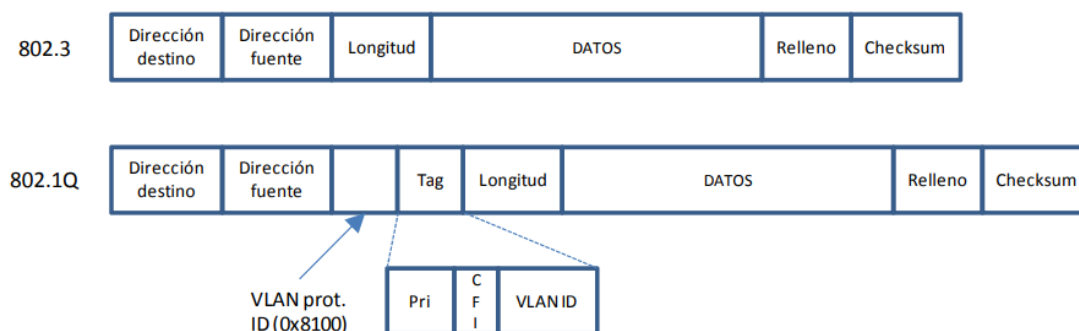 802.3
Dirección
destino
Dirección
fuente
Longitud
DATOS
Relleno
Checksum
802.1Q
Dirección
destino
Dirección
fuente
Tag
Longitud
DATOS
Relleno
Checksum
VLAN prot.
ID (0x8100)
Pri
C
F
I
VLAN ID